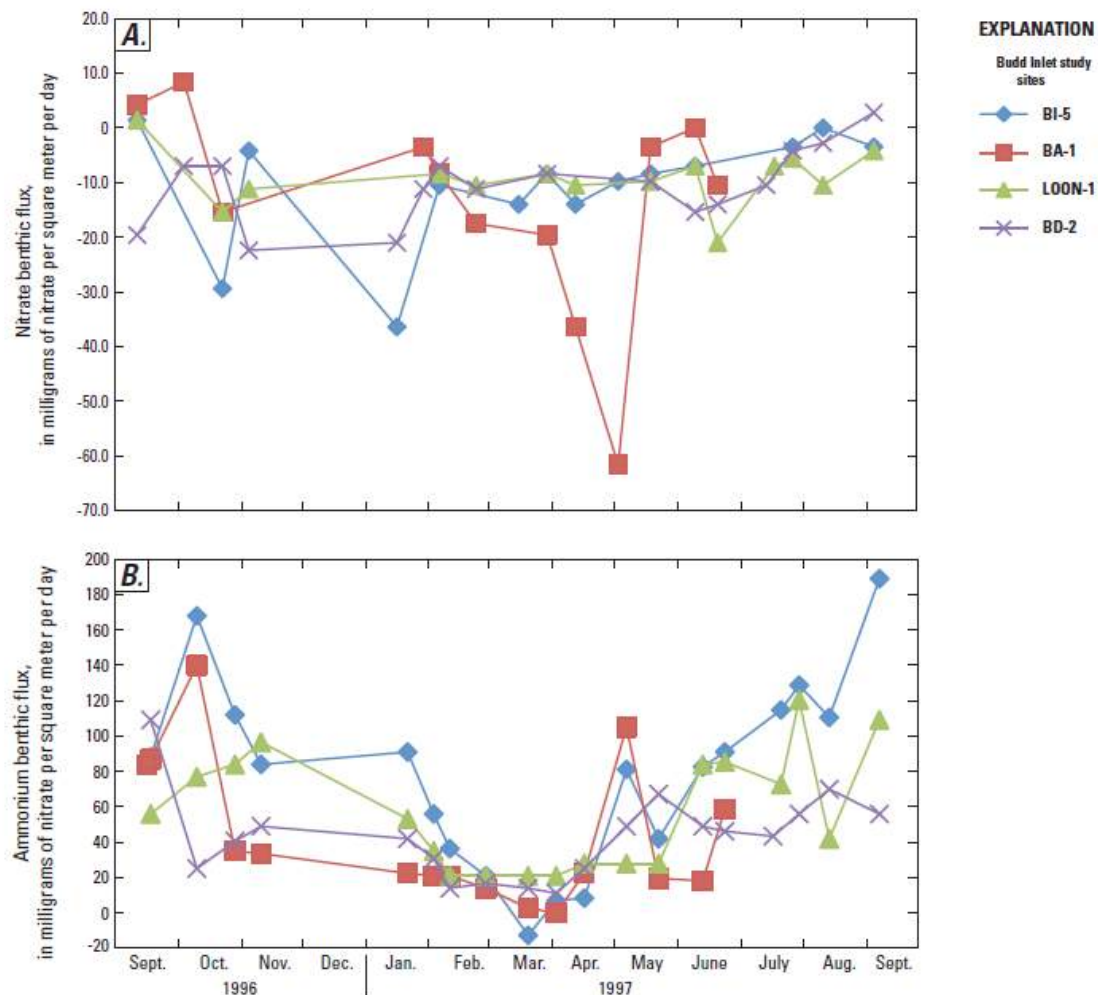 A.
Nitrate benthic flux,
in milligrams of nitrate per square meter per day
20.0
10.0
0
-10.0
-20.0
-30.0
-40.0
-50.0
-60.0
-70.0
EXPLANATION
Budd Inlet study
sites
BI-5
BA-1
LOON-1
BD-2
B.
Ammonium benthic flux,
in milligrams of nitrate per square meter per day
200
180
160
140
120
100
80
60
40
20
0
-20
Sept. Oct. Nov. Dec. Jan. Feb. Mar. Apr. May June July Aug. Sept.
1996 1997